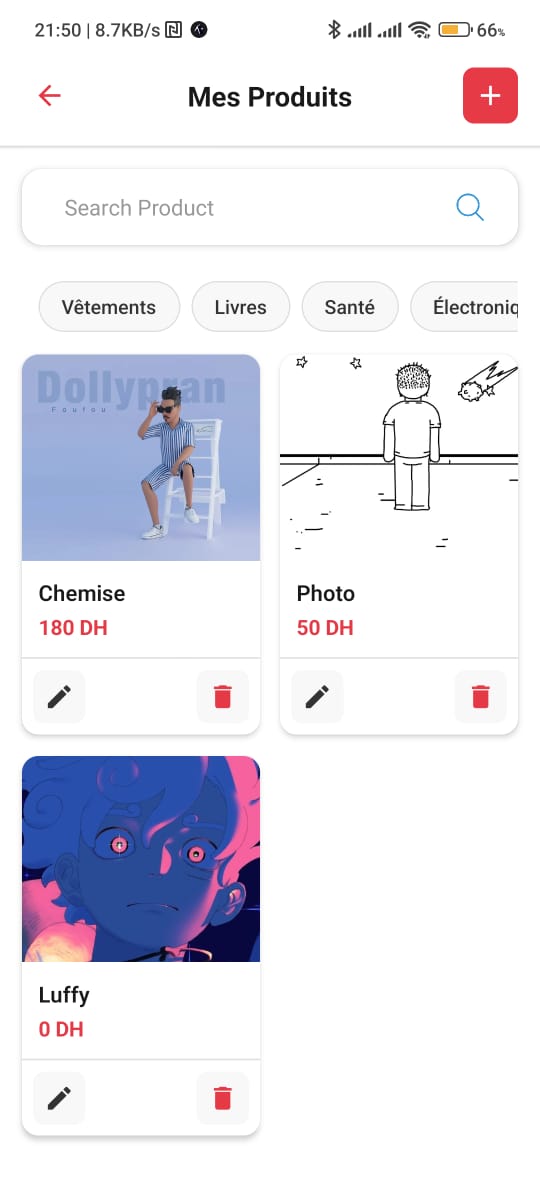 21:50 | 8.7KB/s
66%
Mes Produits
Search Product
Vêtements
Livres
Santé
Électroniq
Dollypran
Foufou
Chemise
180 DH
Photo
50 DH
Luffy
0 DH